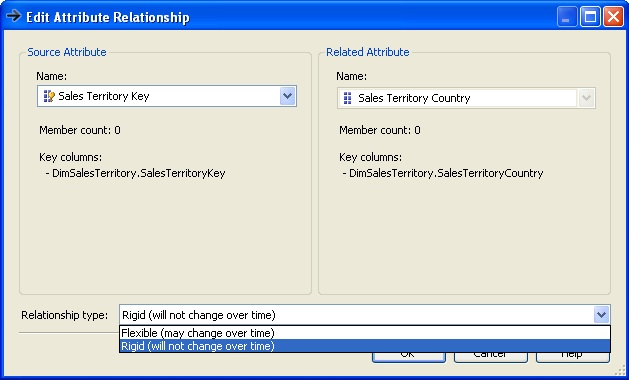 Edit Attribute Relationship
Source Attribute
Name:
Sales Territory Key
Member count: 0
Key columns:
- DimSalesTerritory.SalesTerritoryKey
Related Attribute
Name:
Sales Territory Country
Member count: 0
Key columns:
- DimSalesTerritory.SalesTerritoryCountry
Relationship type: Rigid (will not change over time)
Flexible (may change over time)
Rigid (will not change over time)
OK Cancel Help